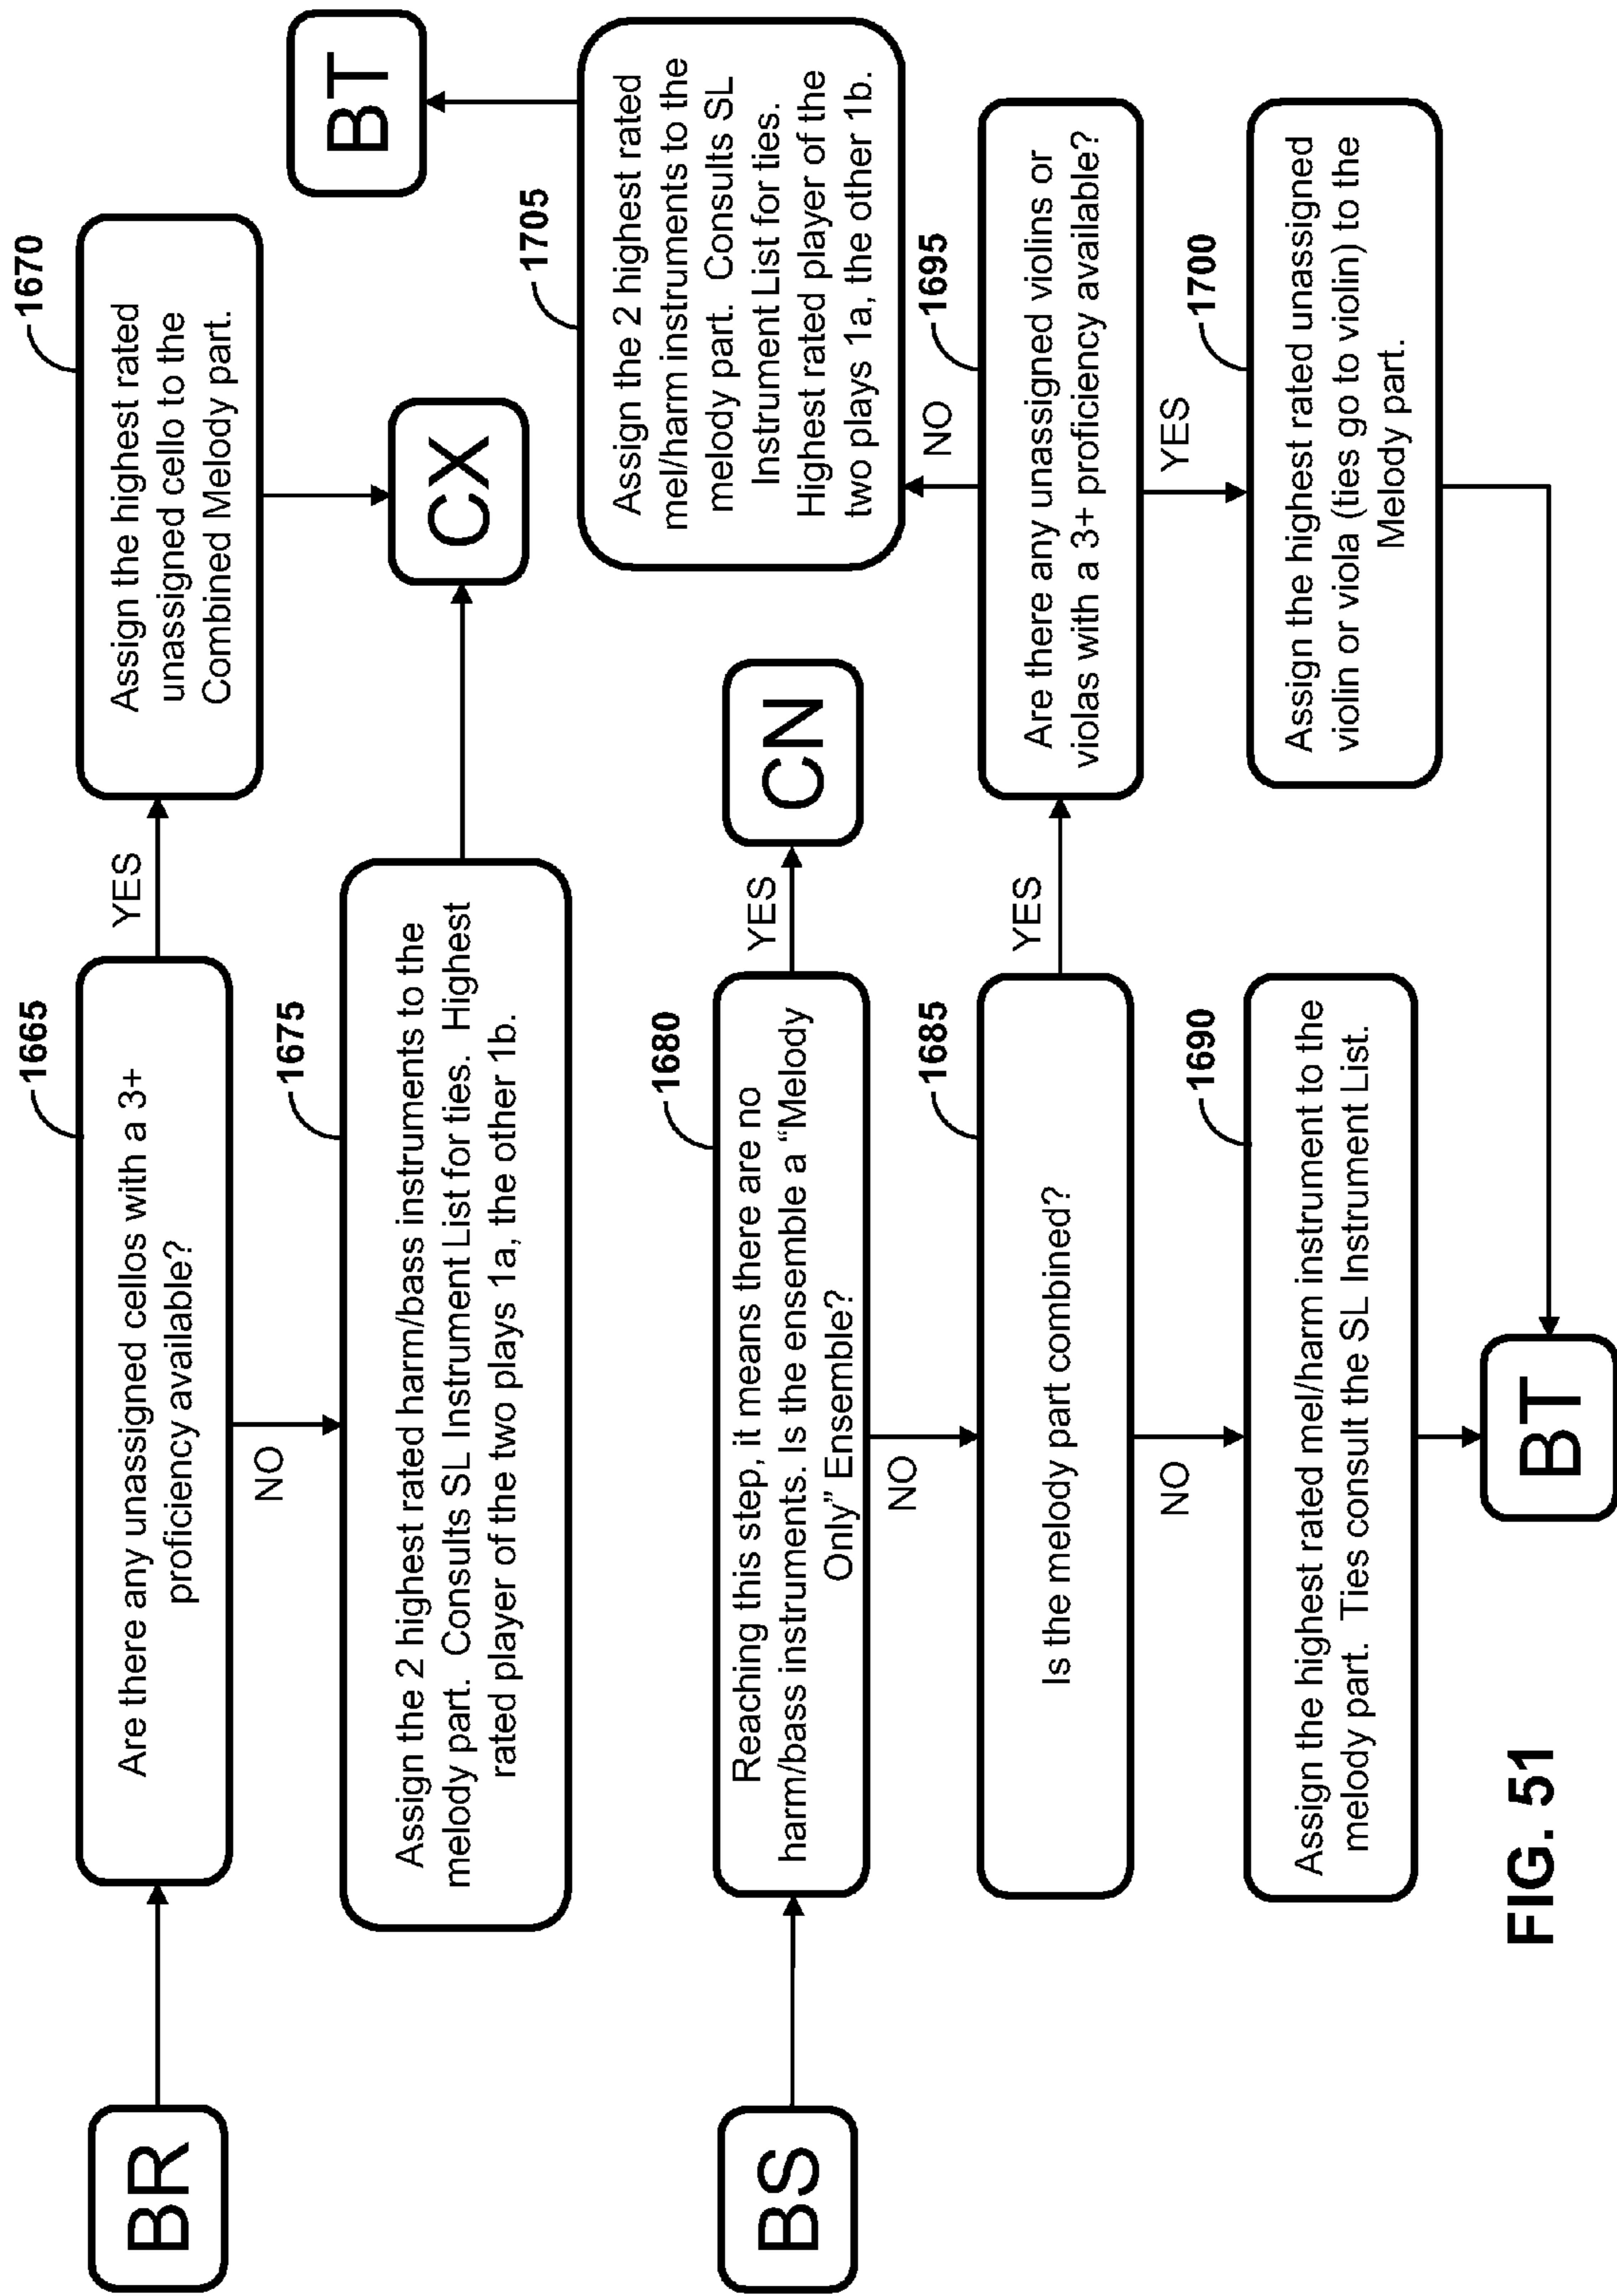 BR
1665
Are there any unassigned cellos with a 3+
proficiency available?
YES
1670
Assign the highest rated
unassigned cello to the
Combined Melody part.
NO
1675
Assign the 2 highest rated harm/bass instruments to the
melody part.  Consults SL Instrument List for ties.  Highest
rated player of the two plays 1a, the other 1b.
CX
BT
1705
Assign the 2 highest rated
mel/harm instruments to the
melody part.  Consults SL
Instrument List for ties.
Highest rated player of the
two plays 1a, the other 1b.
BS
1680
Reaching this step, it means there are no
harm/bass instruments. Is the ensemble a “Melody
Only” Ensemble?
YES
CN
NO
1685
Is the melody part combined?
YES
NO
1695
Are there any unassigned violins or
violas with a 3+ proficiency available?
NO
YES
1690
Assign the highest rated mel/harm instrument to the
melody part.  Ties consult the SL Instrument List.
1700
Assign the highest rated unassigned
violin or viola (ties go to violin) to the
Melody part.
BT
FIG. 51